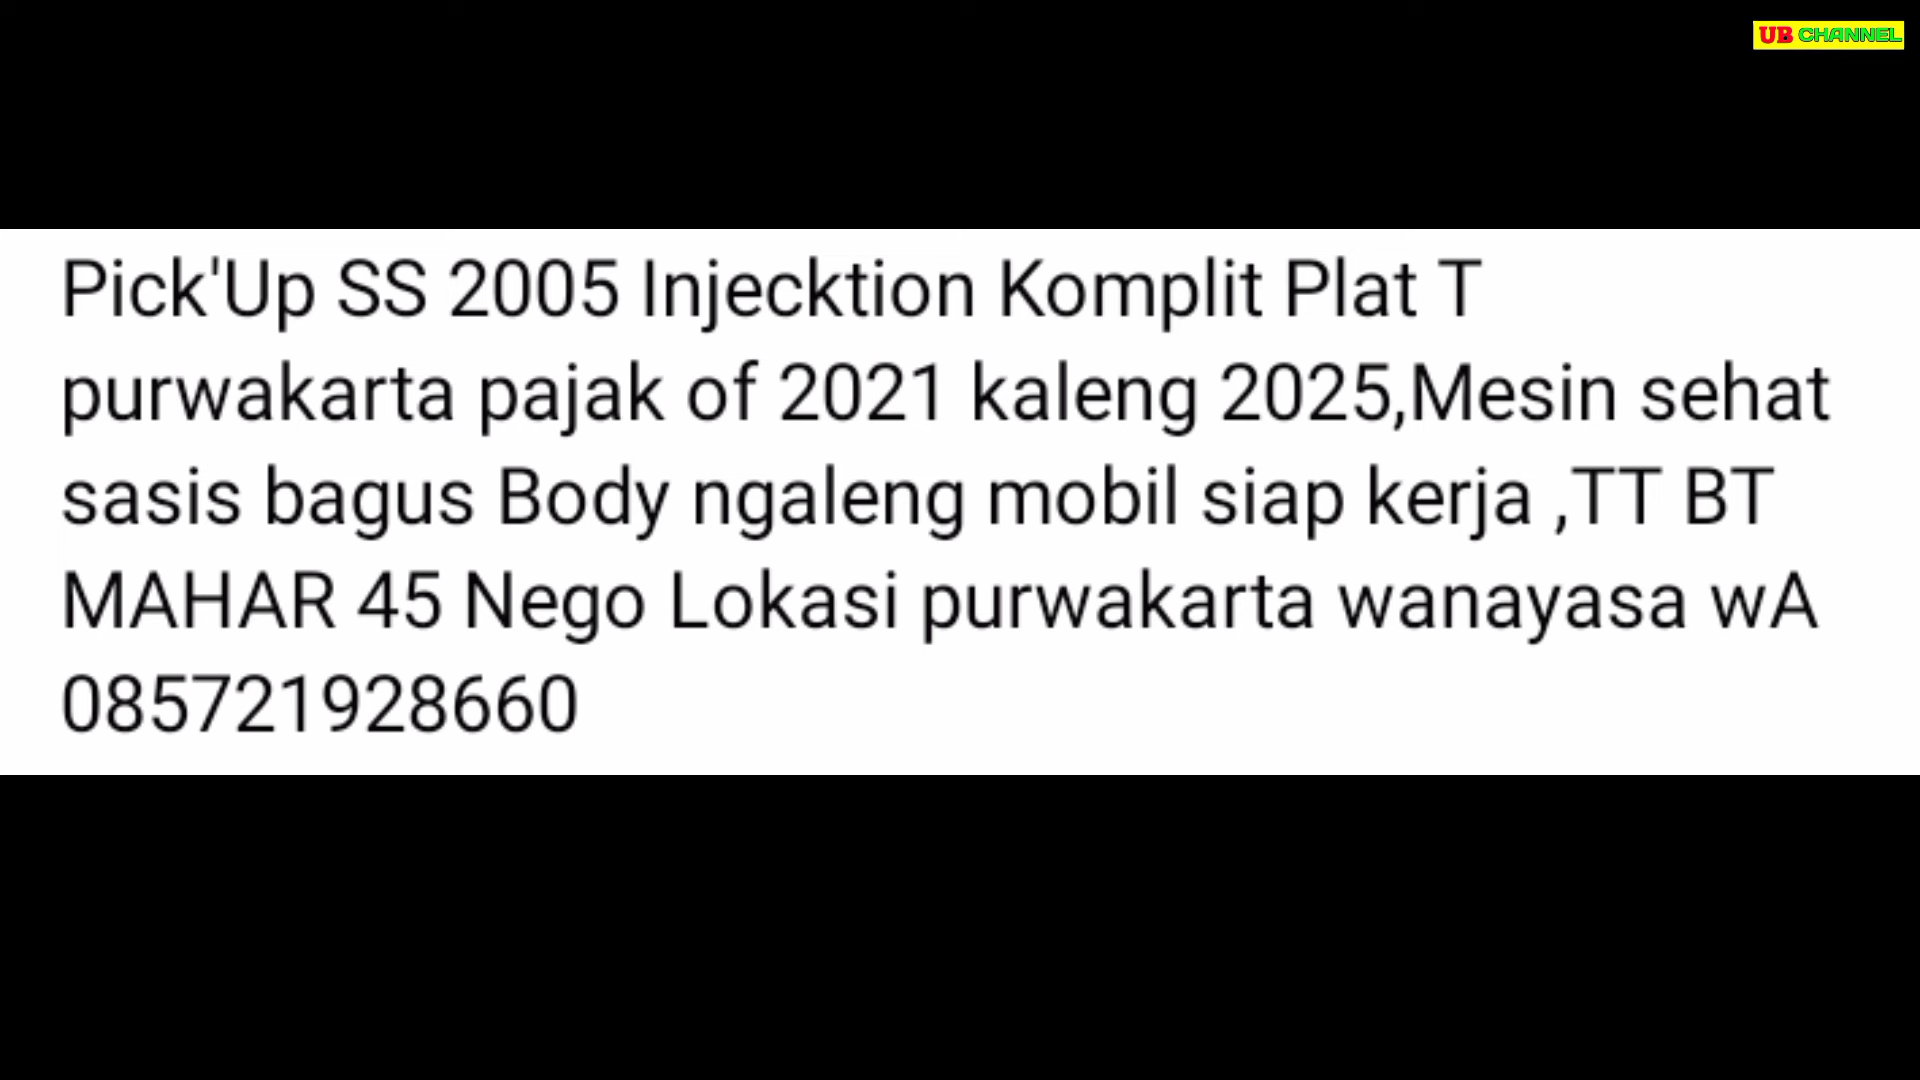 UB CHANNEL
Pick'Up SS 2005 Injecktion Komplit Plat T
purwakarta pajak of 2021 kaleng 2025,Mesin sehat
sasis bagus Body ngaleng mobil siap kerja ,TT BT
MAHAR 45 Nego Lokasi purwakarta wanayasa wA
085721928660